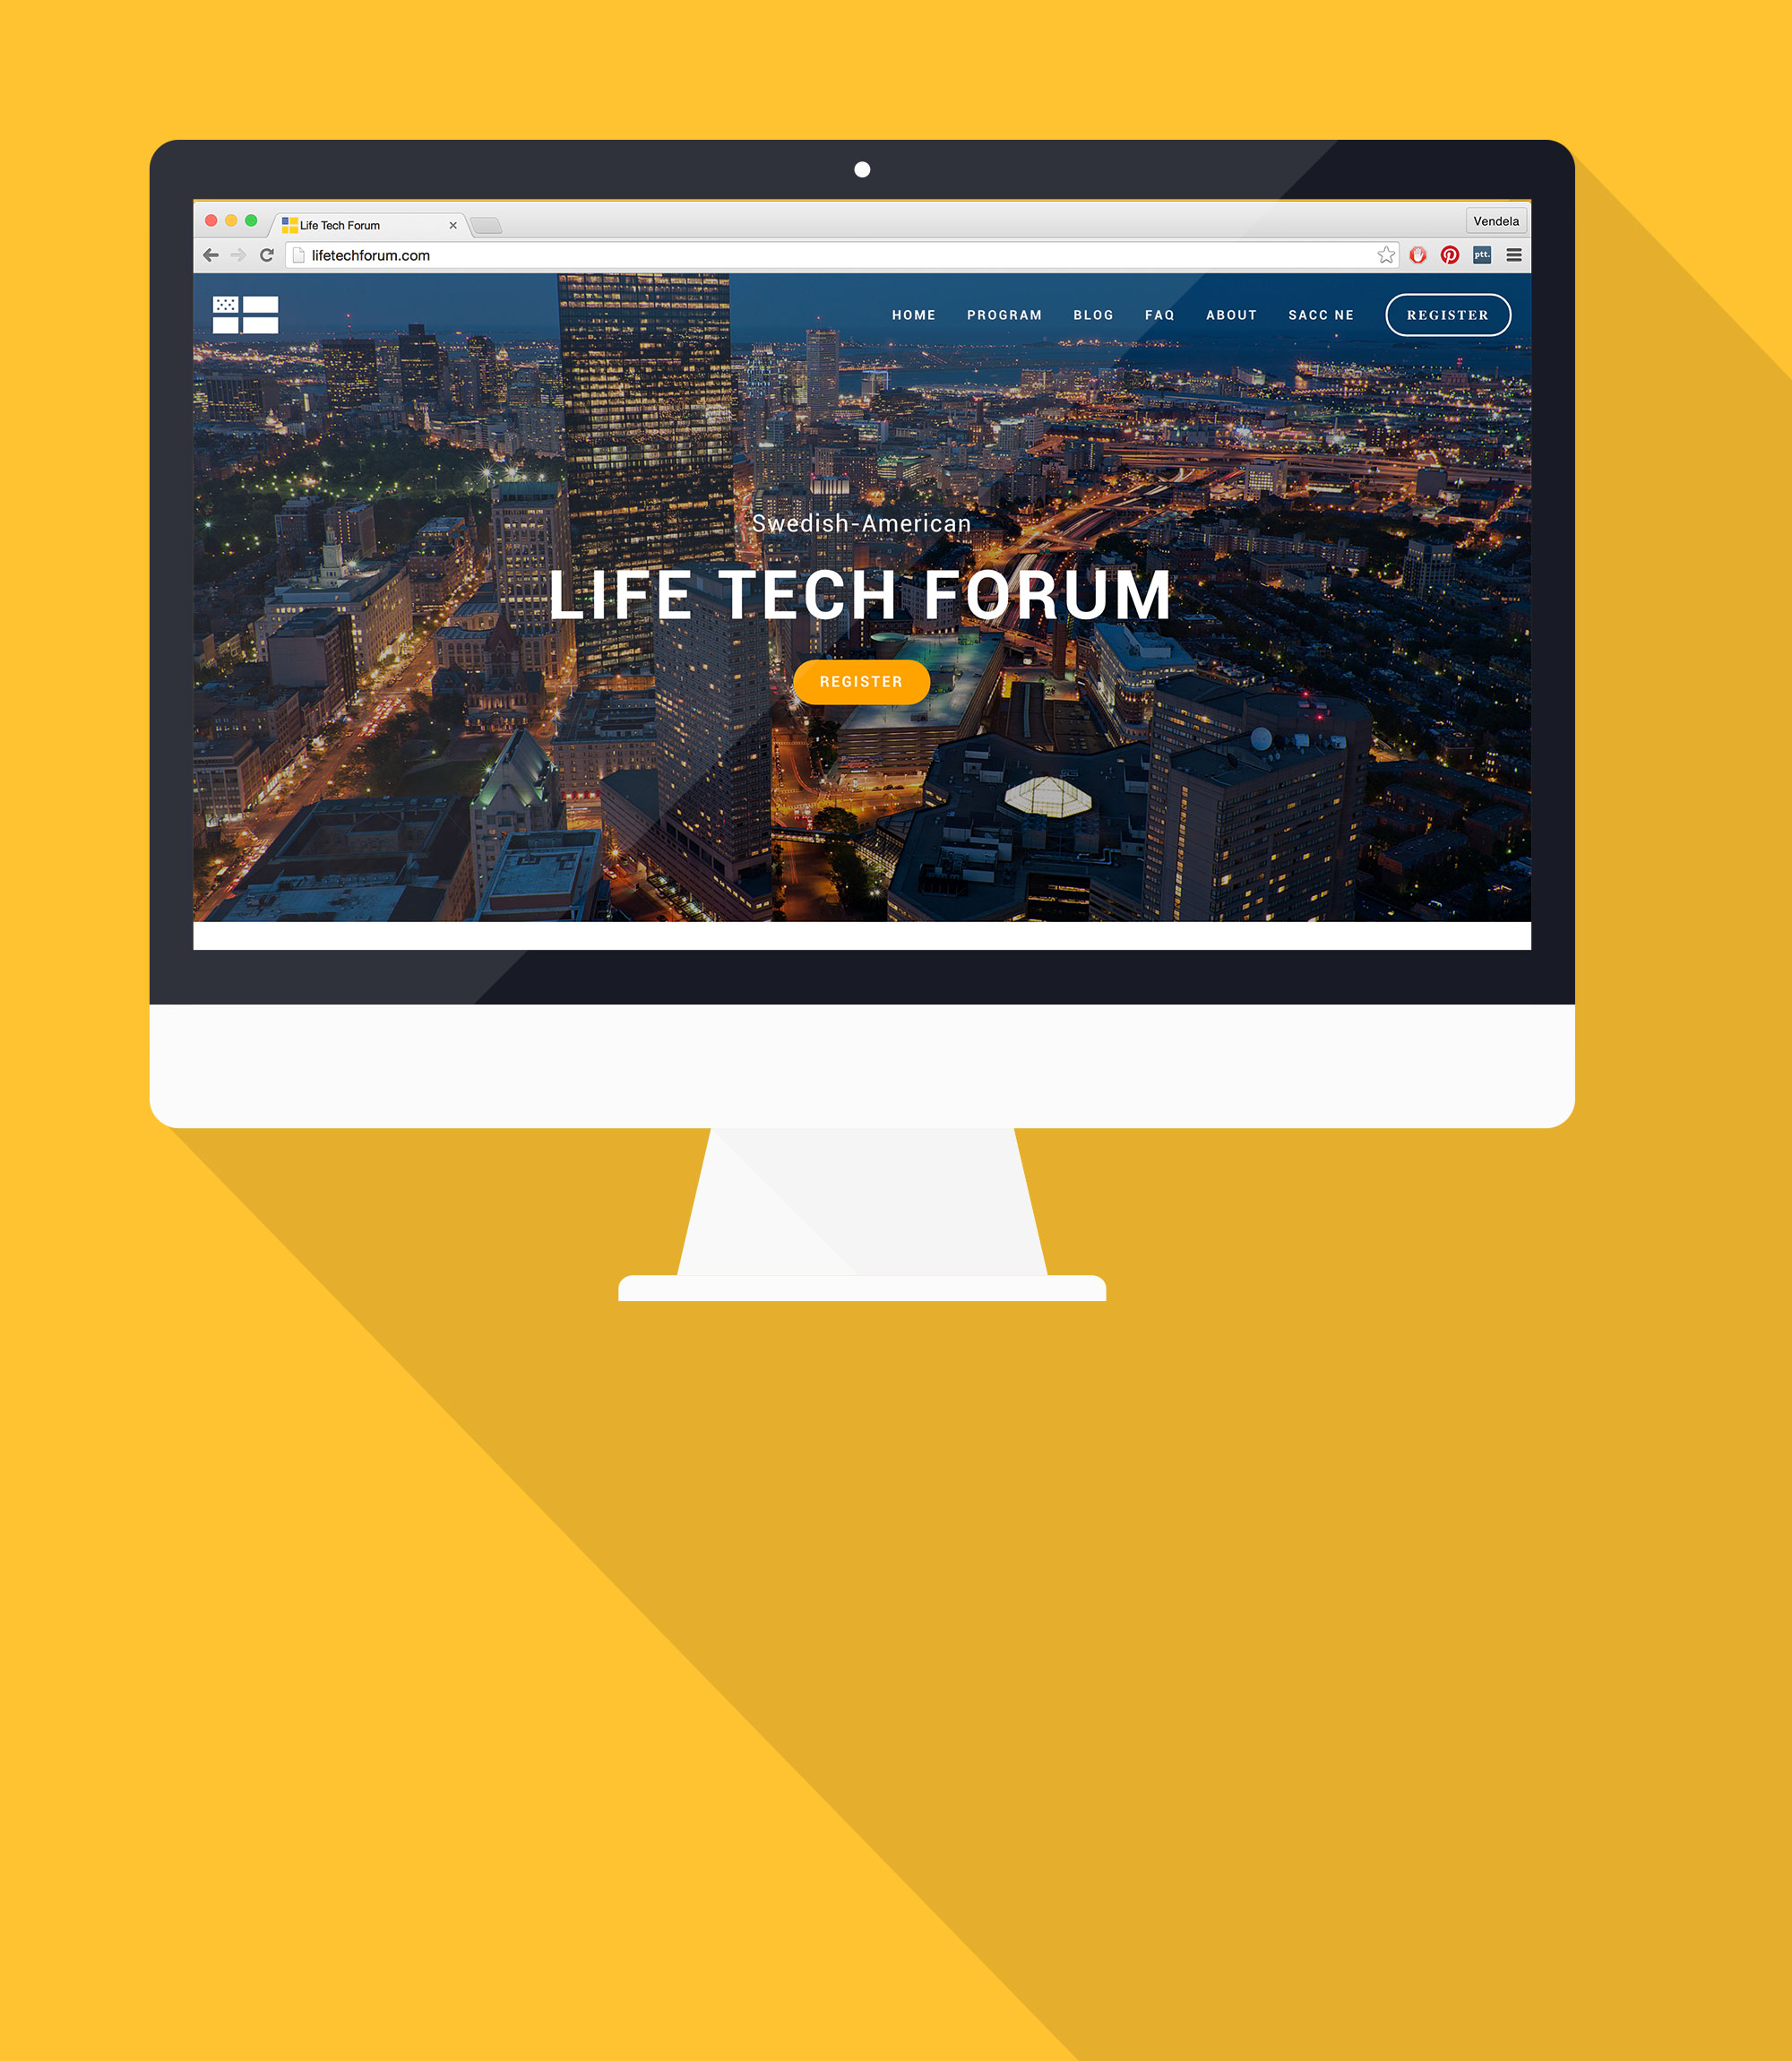 Life Tech Forum
Vendela
lifetechforum.com
ptt.
HOME PROGRAM BLOG FAQ ABOUT SACC NE REGISTER
Swedish-American
LIFE TECH FORUM
REGISTER